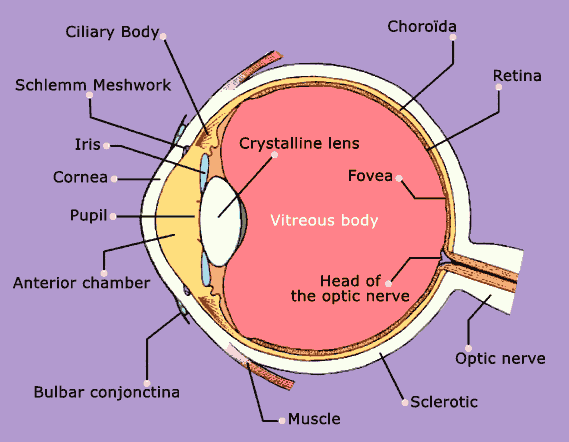 Choroïda
Ciliary Body
Retina
Schlemm Meshwork
Iris
Crystalline lens
Cornea
Fovea
Pupil
Vitreous body
Anterior chamber
Head of
the optic nerve
Optic nerve
Bulbar conjonctina
Sclerotic
Muscle